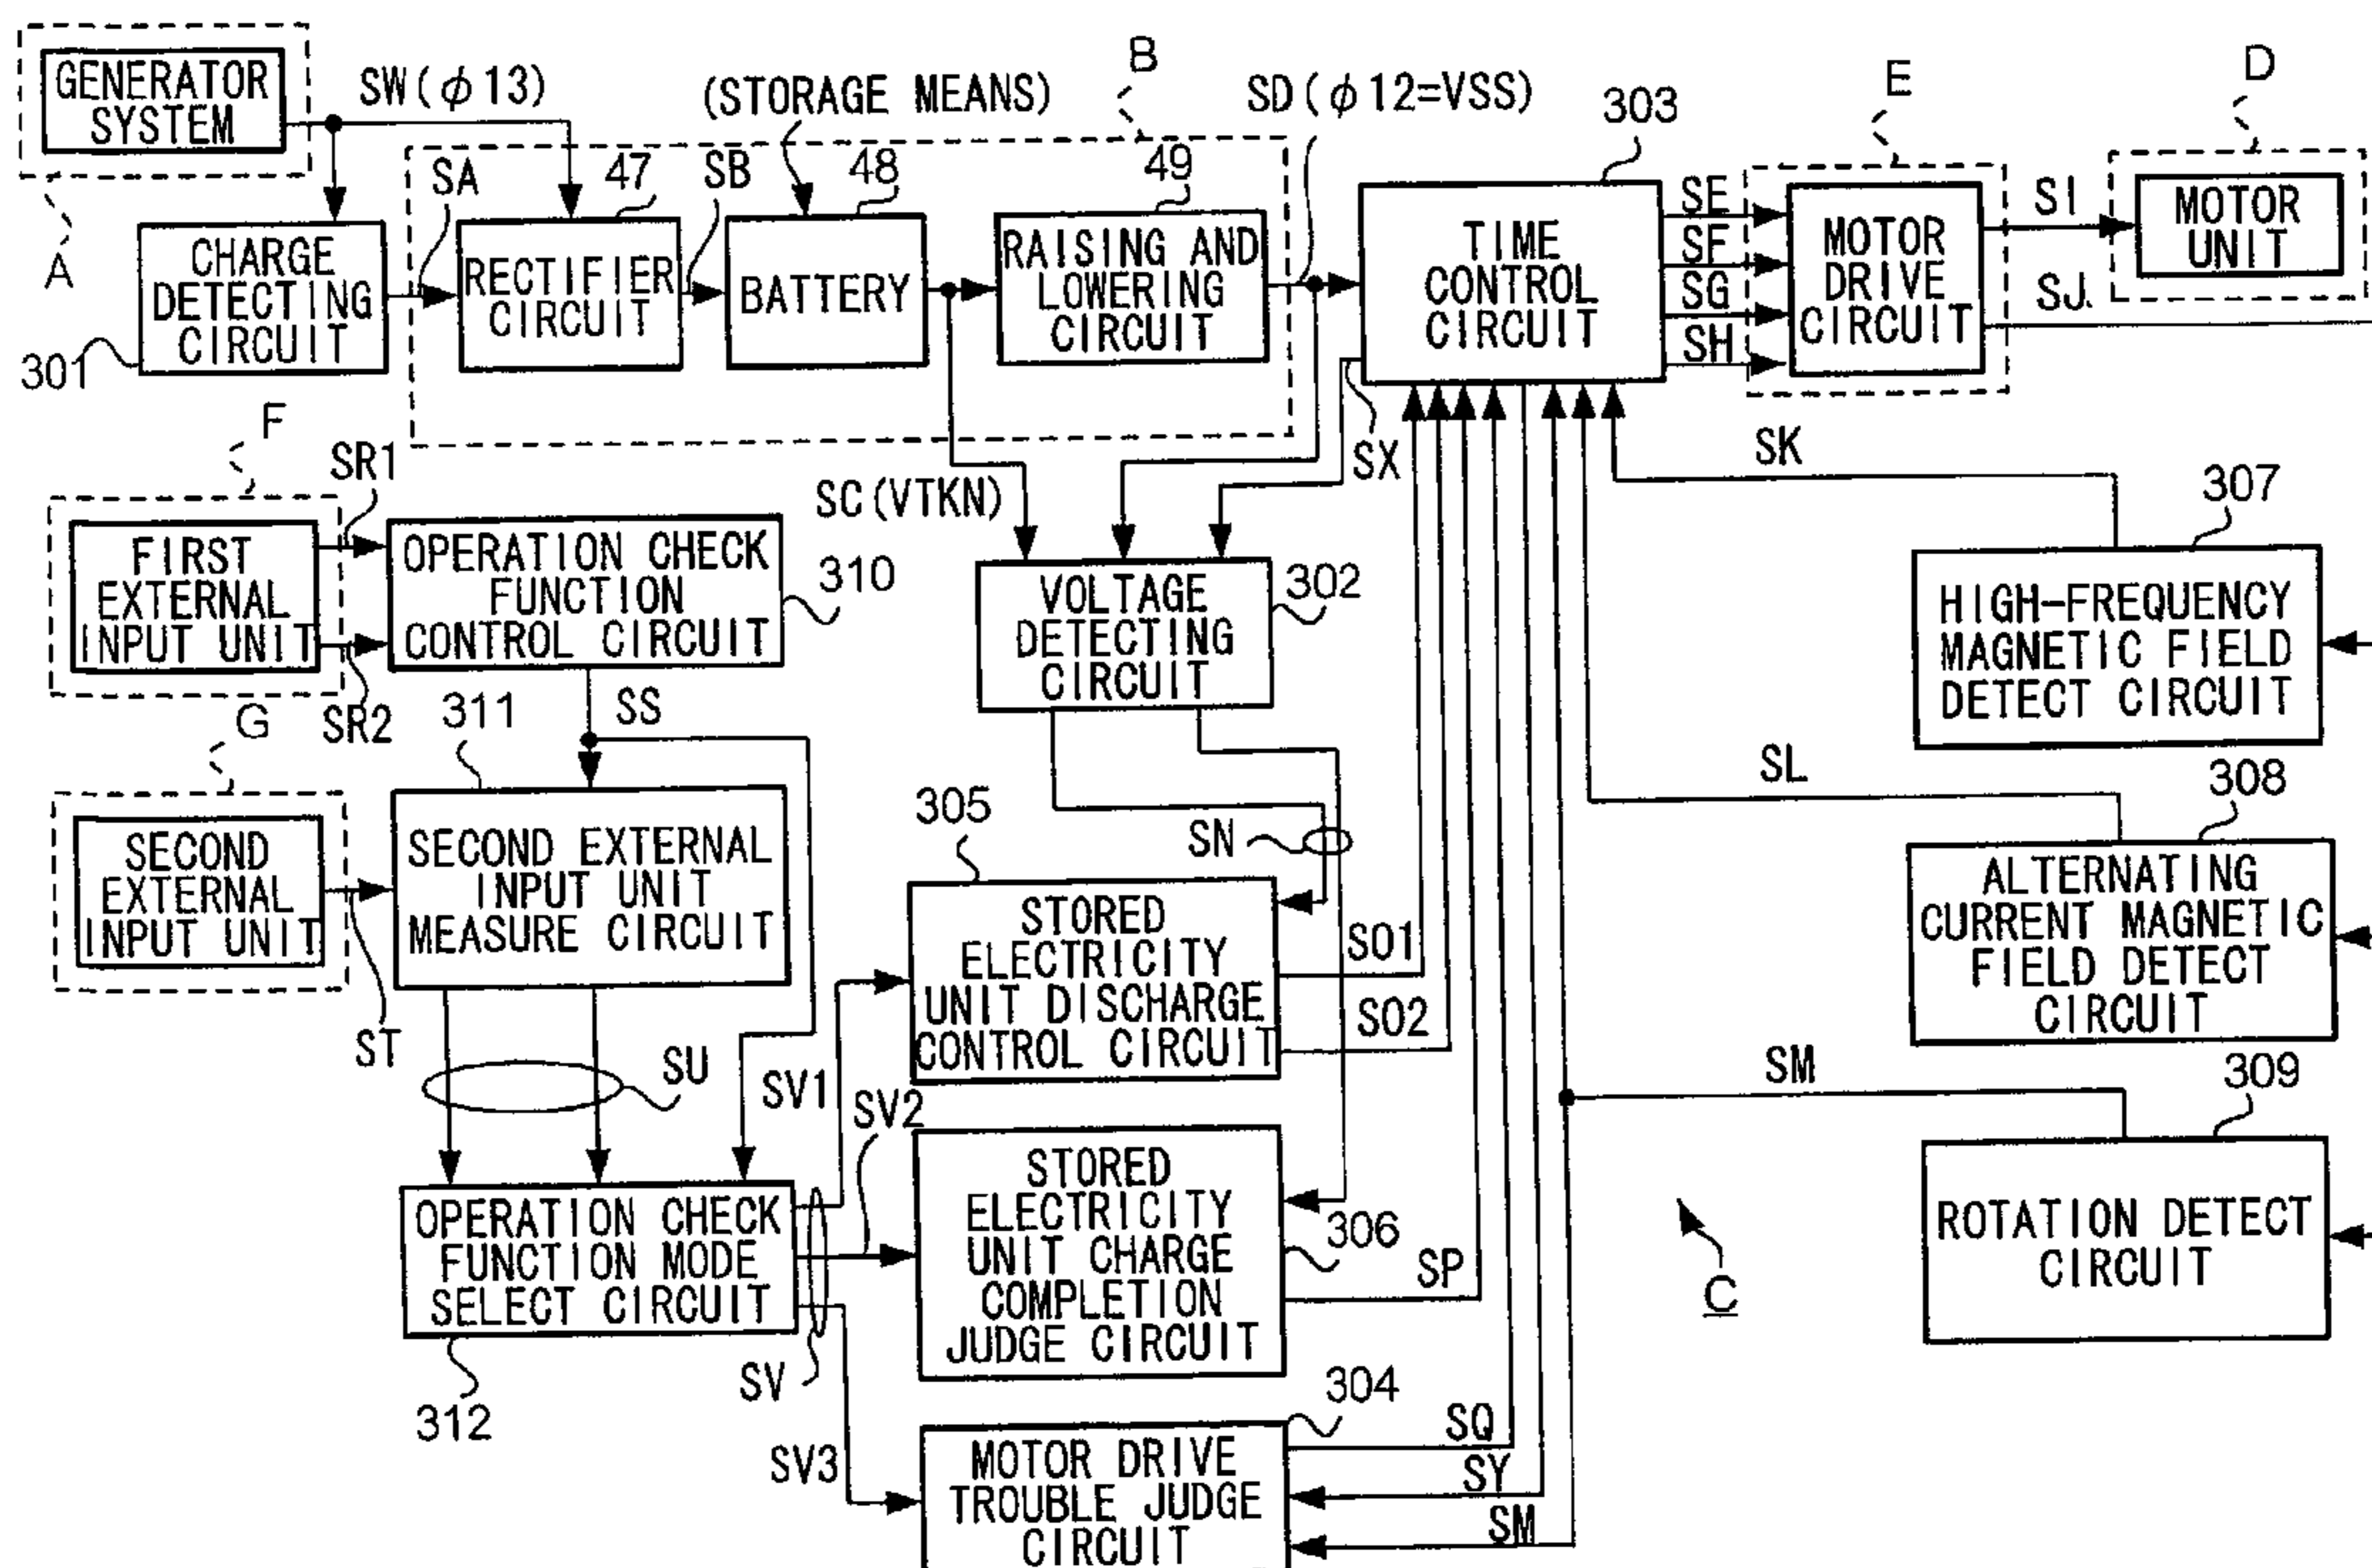 GENERATOR
SYSTEM
A
SW(φ13)
(STORAGE MEANS)
B
SD(φ12=VSS)
303
E
D
CHARGE
DETECTING
CIRCUIT
301
SA
RECTIFIER
CIRCUIT
47
SB
BATTERY
48
RAISING AND
LOWERING
CIRCUIT
49
TIME
CONTROL
CIRCUIT
SE
SF
SG
SH
MOTOR
DRIVE
CIRCUIT
SI
SJ
MOTOR
UNIT
F
SR1
SR2
FIRST
EXTERNAL
INPUT UNIT
OPERATION CHECK
FUNCTION
CONTROL CIRCUIT
310
SC(VTKN)
SX
SK
VOLTAGE
DETECTING
CIRCUIT
302
307
HIGH-FREQUENCY
MAGNETIC FIELD
DETECT CIRCUIT
G
311
SS
SECOND
EXTERNAL
INPUT UNIT
ST
SECOND EXTERNAL
INPUT UNIT
MEASURE CIRCUIT
SU
305
SN
STORED
ELECTRICITY
UNIT DISCHARGE
CONTROL CIRCUIT
SO1
SO2
SL
308
ALTERNATING
CURRENT MAGNETIC
FIELD DETECT
CIRCUIT
SV1
SV2
OPERATION CHECK
FUNCTION MODE
SELECT CIRCUIT
312
SV
SV3
STORED
ELECTRICITY
UNIT CHARGE
COMPLETION
JUDGE CIRCUIT
306
SP
SM
309
ROTATION DETECT
CIRCUIT
C
304
MOTOR DRIVE
TROUBLE JUDGE
CIRCUIT
SQ
SY
SM